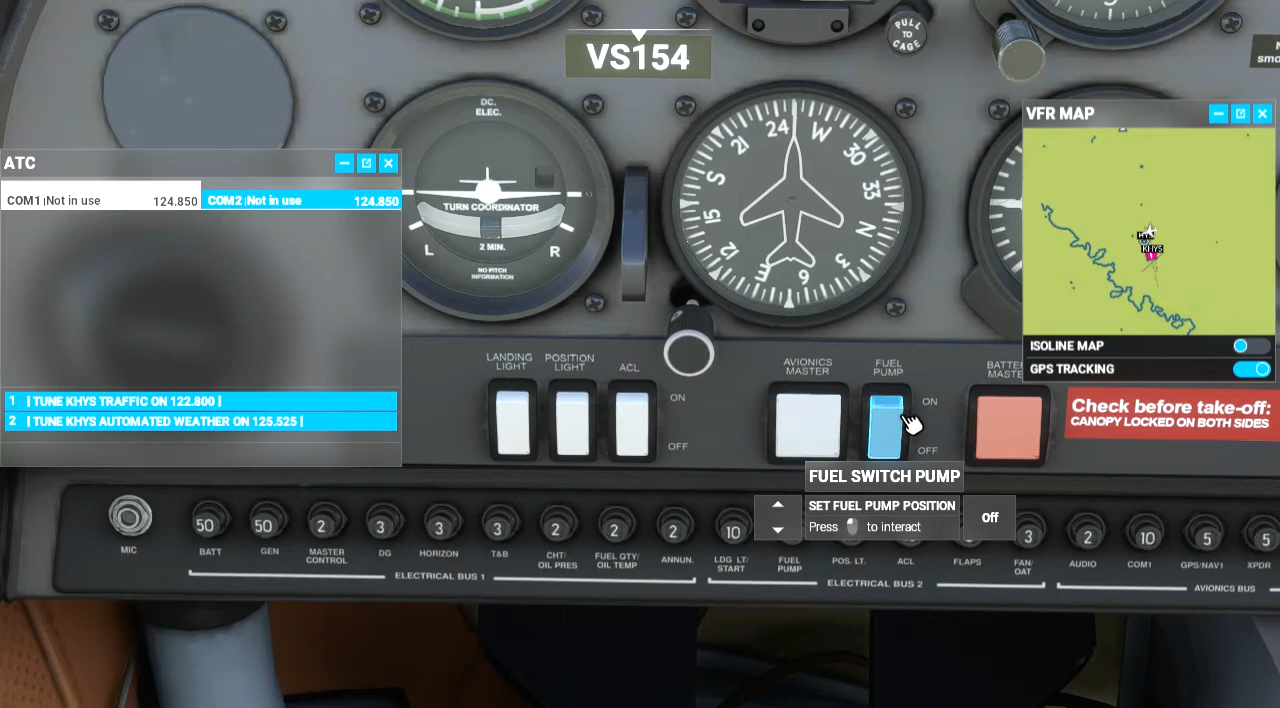 PULL
TO
CAGE
VS154
smo
DC.
ELEC.
TURN COORDINATOR
L
2 MIN.
R
NO PITCH
INFORMATION
24
W
30
33
N
3
6
E
12
15
S
21
VFR MAP
HYS
KHYS
ISOLINE MAP
GPS TRACKING
ATC
COM1 |Not in use 124.850
COM2 |Not in use 124.850
1 [ TUNE KHYS TRAFFIC ON 122.800 ]
2 [ TUNE KHYS AUTOMATED WEATHER ON 125.525 ]
LANDING
LIGHT
POSITION
LIGHT
ACL
ON
OFF
AVIONICS
MASTER
FUEL
PUMP
ON
OFF
BATTE
MASTE
Check before take-off:
CANOPY LOCKED ON BOTH SIDES
FUEL SWITCH PUMP
SET FUEL PUMP POSITION
Press to interact
Off
50 50 2 3 3 3 2 2 2 10 3 2 10 5 5
MIC
BATT
GEN
MASTER
CONTROL
DG
HORIZON
T&B
CHT/
OIL PRES
FUEL QTY/
OIL TEMP
ANNUN.
LDG LT/
START
FUEL
PUMP
POS. LT.
ACL
FLAPS
FAN/
OAT
AUDIO
COM1
GPS/NAV1
XPDR
ELECTRICAL BUS 1
ELECTRICAL BUS 2
AVIONICS BUS